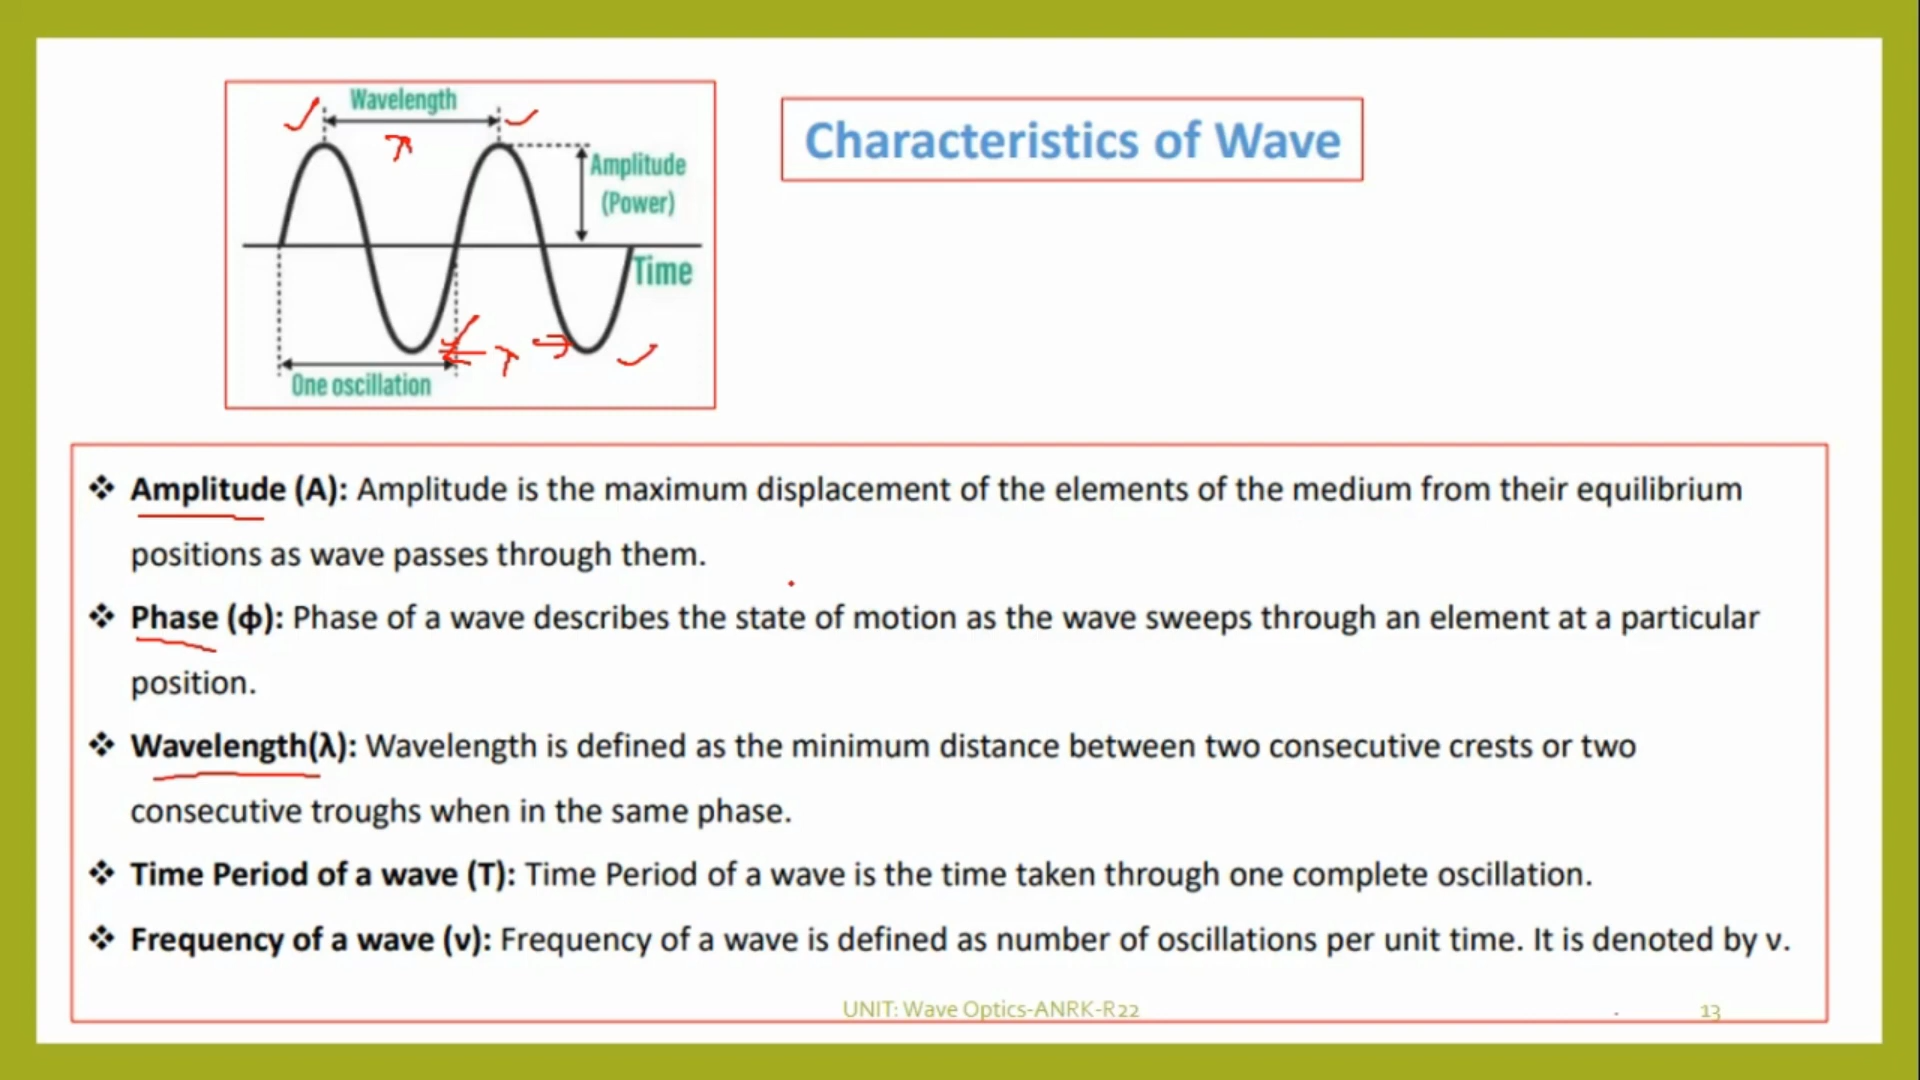 Wavelength
Characteristics of Wave
Amplitude
(Power)
Time
One oscillation
❖ Amplitude (A): Amplitude is the maximum displacement of the elements of the medium from their equilibrium
positions as wave passes through them.
❖ Phase (ϕ): Phase of a wave describes the state of motion as the wave sweeps through an element at a particular
position.
❖ Wavelength(λ): Wavelength is defined as the minimum distance between two consecutive crests or two
consecutive troughs when in the same phase.
❖ Time Period of a wave (T): Time Period of a wave is the time taken through one complete oscillation.
❖ Frequency of a wave (ν): Frequency of a wave is defined as number of oscillations per unit time. It is denoted by ν.
UNIT: Wave Optics-ANRK-R22
13